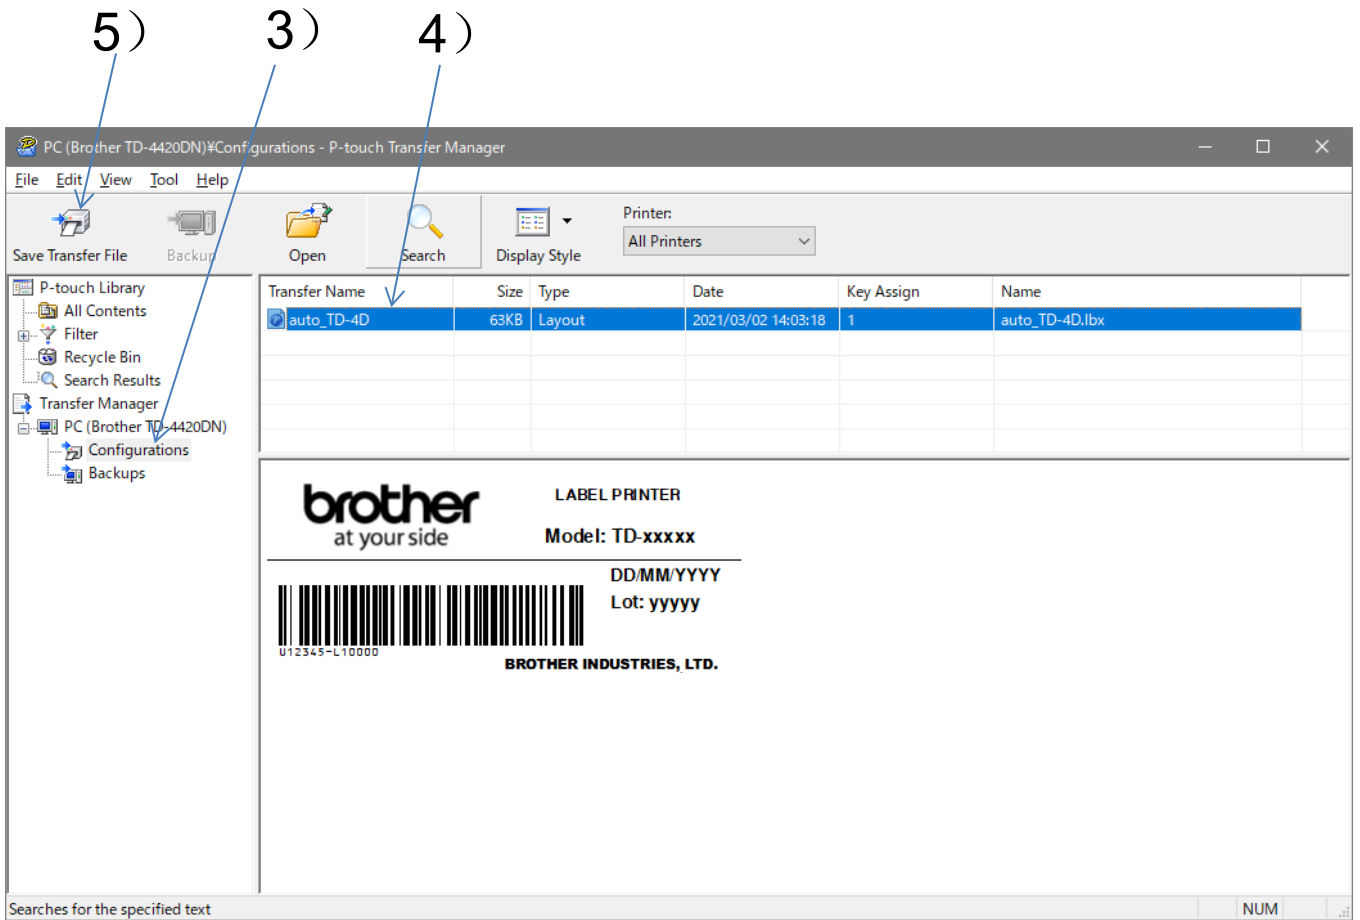 5） 3） 4）
PC (Brother TD-4420DN)¥Configurations - P-touch Transfer Manager
File Edit View Tool Help
Save Transfer File Backup Open Search Display Style Printer:
All Printers
P-touch Library
All Contents
Filter
Recycle Bin
Search Results
Transfer Manager
PC (Brother TD-4420DN)
Configurations
Backups
Transfer Name Size Type Date Key Assign Name
auto_TD-4D 63KB Layout 2021/03/02 14:03:18 1 auto_TD-4D.lbx
brother
at your side
LABEL PRINTER
Model: TD-xxxxx
DD/MM/YYYY
Lot: yyyyy
U12345-L10000
BROTHER INDUSTRIES, LTD.
Searches for the specified text NUM